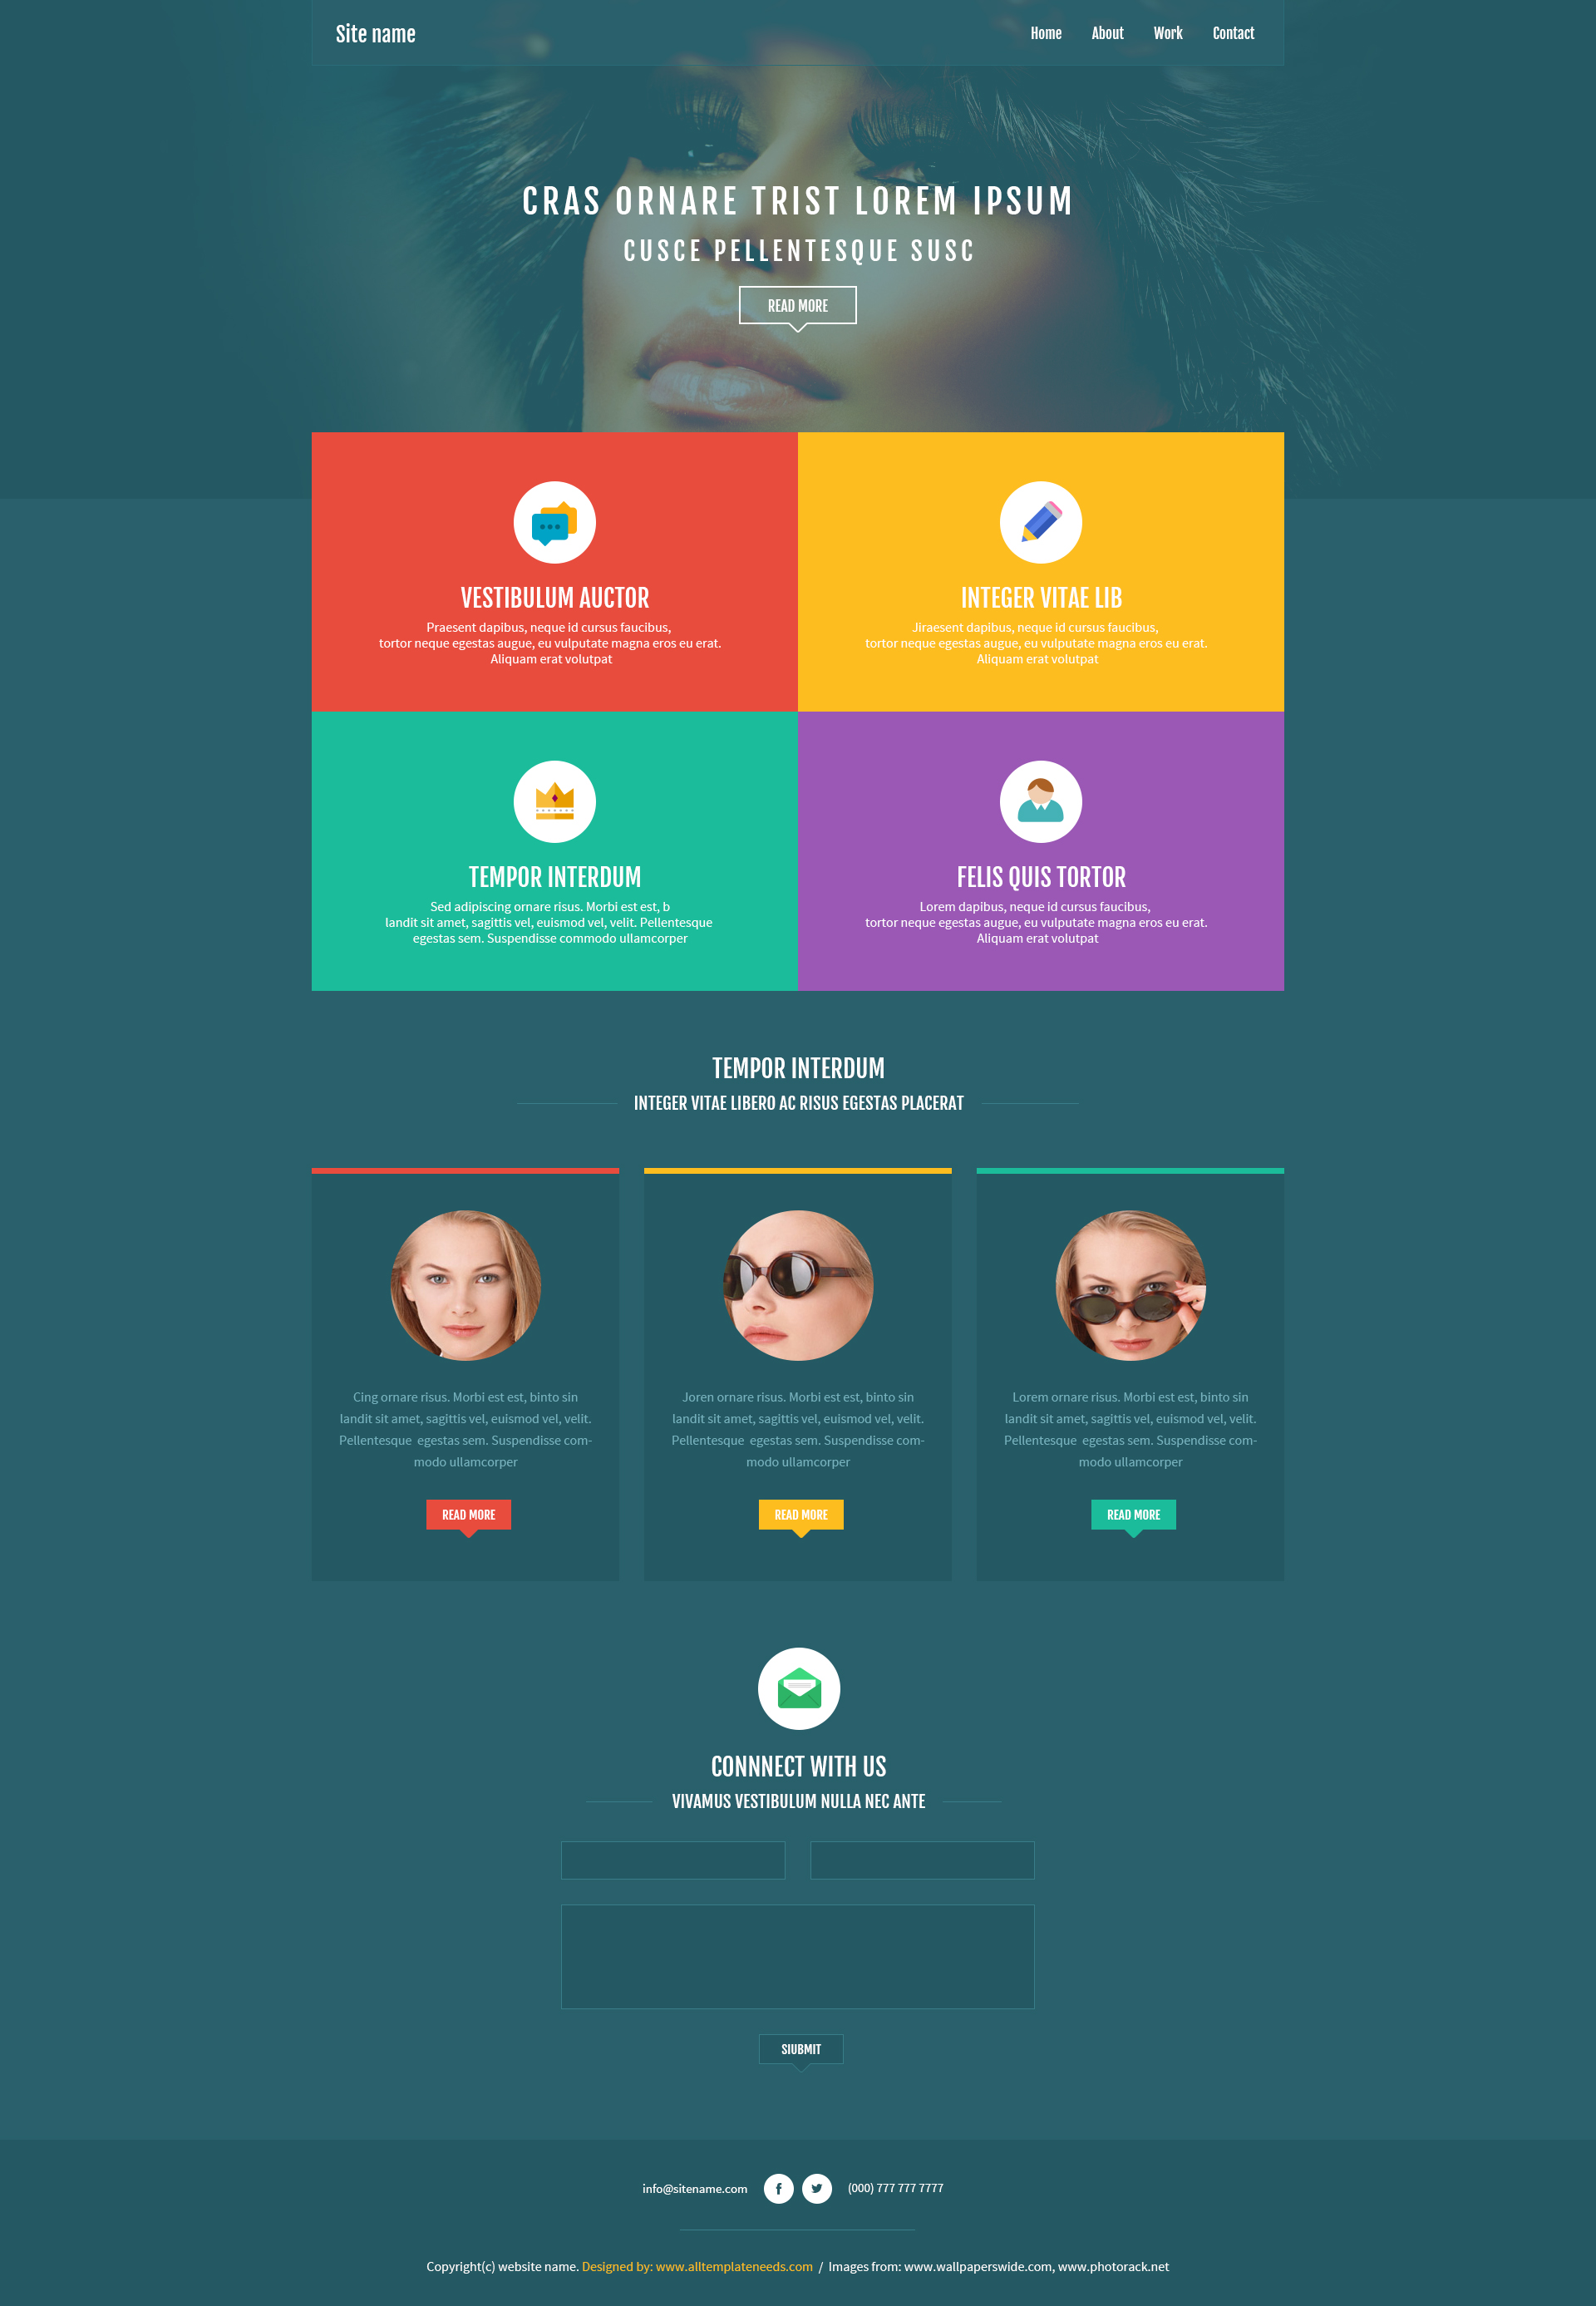 Site name
Home About Work Contact
CRAS ORNARE TRIST LOREM IPSUM
CUSCE PELLENTESQUE SUSC
READ MORE
VESTIBULUM AUCTOR
Praesent dapibus, neque id cursus faucibus,
tortor neque egestas augue, eu vulputate magna eros eu erat.
Aliquam erat volutpat
INTEGER VITAE LIB
Jiraesent dapibus, neque id cursus faucibus,
tortor neque egestas augue, eu vulputate magna eros eu erat.
Aliquam erat volutpat
TEMPOR INTERDUM
Sed adipiscing ornare risus. Morbi est est, b
landit sit amet, sagittis vel, euismod vel, velit. Pellentesque
egestas sem. Suspendisse commodo ullamcorper
FELIS QUIS TORTOR
Lorem dapibus, neque id cursus faucibus,
tortor neque egestas augue, eu vulputate magna eros eu erat.
Aliquam erat volutpat
TEMPOR INTERDUM
INTEGER VITAE LIBERO AC RISUS EGESTAS PLACERAT
Cing ornare risus. Morbi est est, binto sin
landit sit amet, sagittis vel, euismod vel, velit.
Pellentesque egestas sem. Suspendisse com-
modo ullamcorper
READ MORE
Joren ornare risus. Morbi est est, binto sin
landit sit amet, sagittis vel, euismod vel, velit.
Pellentesque egestas sem. Suspendisse com-
modo ullamcorper
READ MORE
Lorem ornare risus. Morbi est est, binto sin
landit sit amet, sagittis vel, euismod vel, velit.
Pellentesque egestas sem. Suspendisse com-
modo ullamcorper
READ MORE
CONNNECT WITH US
VIVAMUS VESTIBULUM NULLA NEC ANTE
SIUBMIT
info@sitename.com f (000) 777 777 7777
Copyright(c) website name. Designed by: www.alltemplateneeds.com / Images from: www.wallpaperswide.com, www.photorack.net